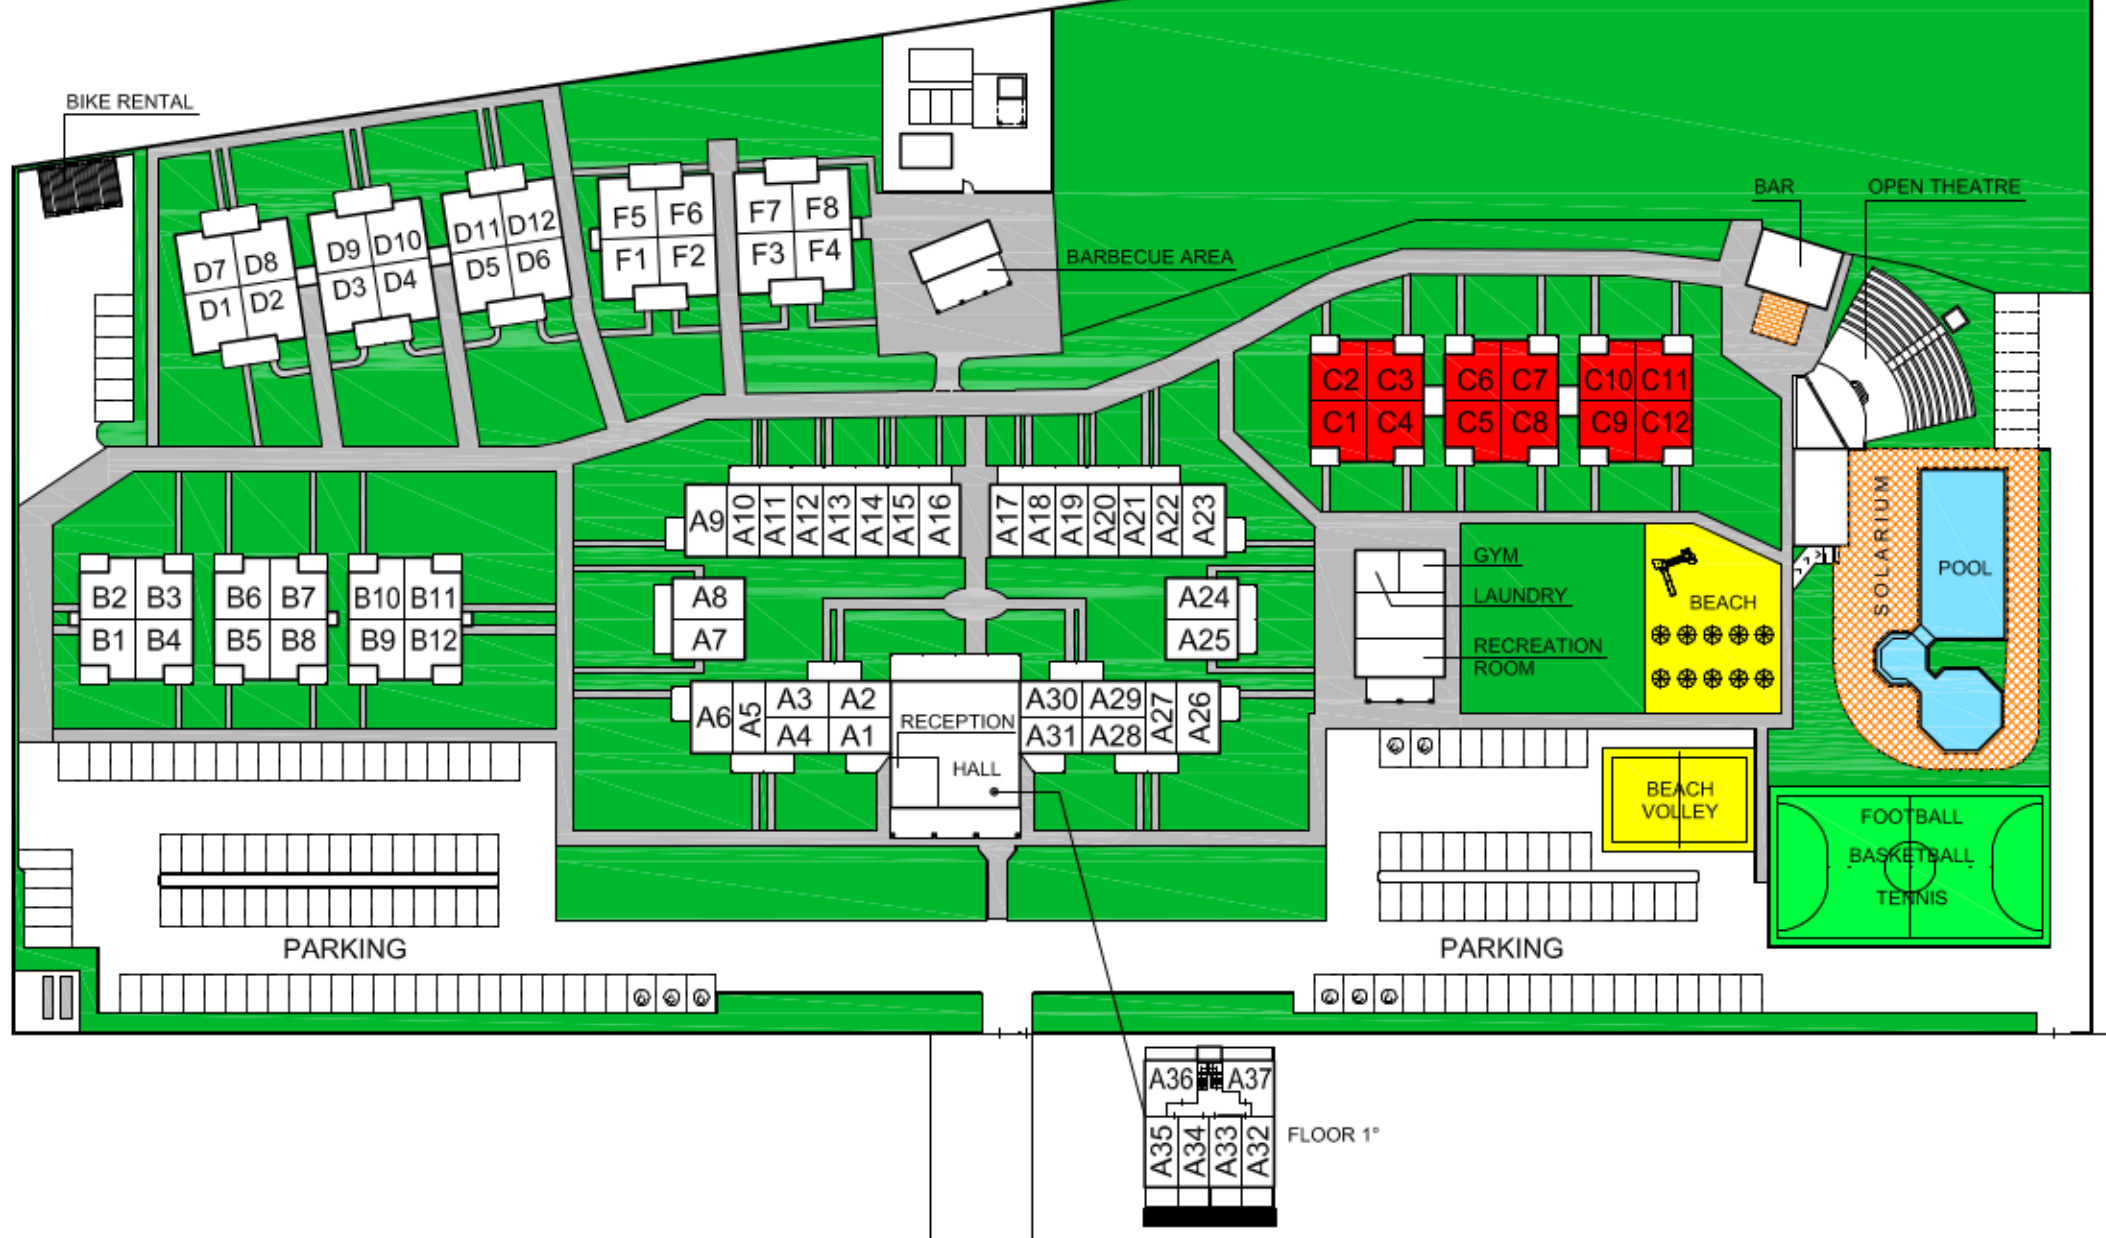 BIKE RENTAL
BAR
OPEN THEATRE
BARBECUE AREA
D7 D8
D1 D2
D9 D10
D3 D4
D11 D12
D5 D6
F5 F6
F1 F2
F7 F8
F3 F4
C2 C3
C1 C4
C6 C7
C5 C8
C10 C11
C9 C12
A9 A10 A11 A12 A13 A14 A15 A16
A17 A18 A19 A20 A21 A22 A23
B2 B3
B1 B4
B6 B7
B5 B8
B10 B11
B9 B12
A8
A7
A24
A25
A6 A5
A3 A2
A4 A1
RECEPTION
HALL
A30 A29
A31 A28
A27 A26
GYM
LAUNDRY
RECREATION
ROOM
BEACH
SOLARIUM
POOL
BEACH
VOLLEY
FOOTBALL
BASKETBALL
TENNIS
PARKING
PARKING
A36 A37
A35 A34 A33 A32
FLOOR 1°